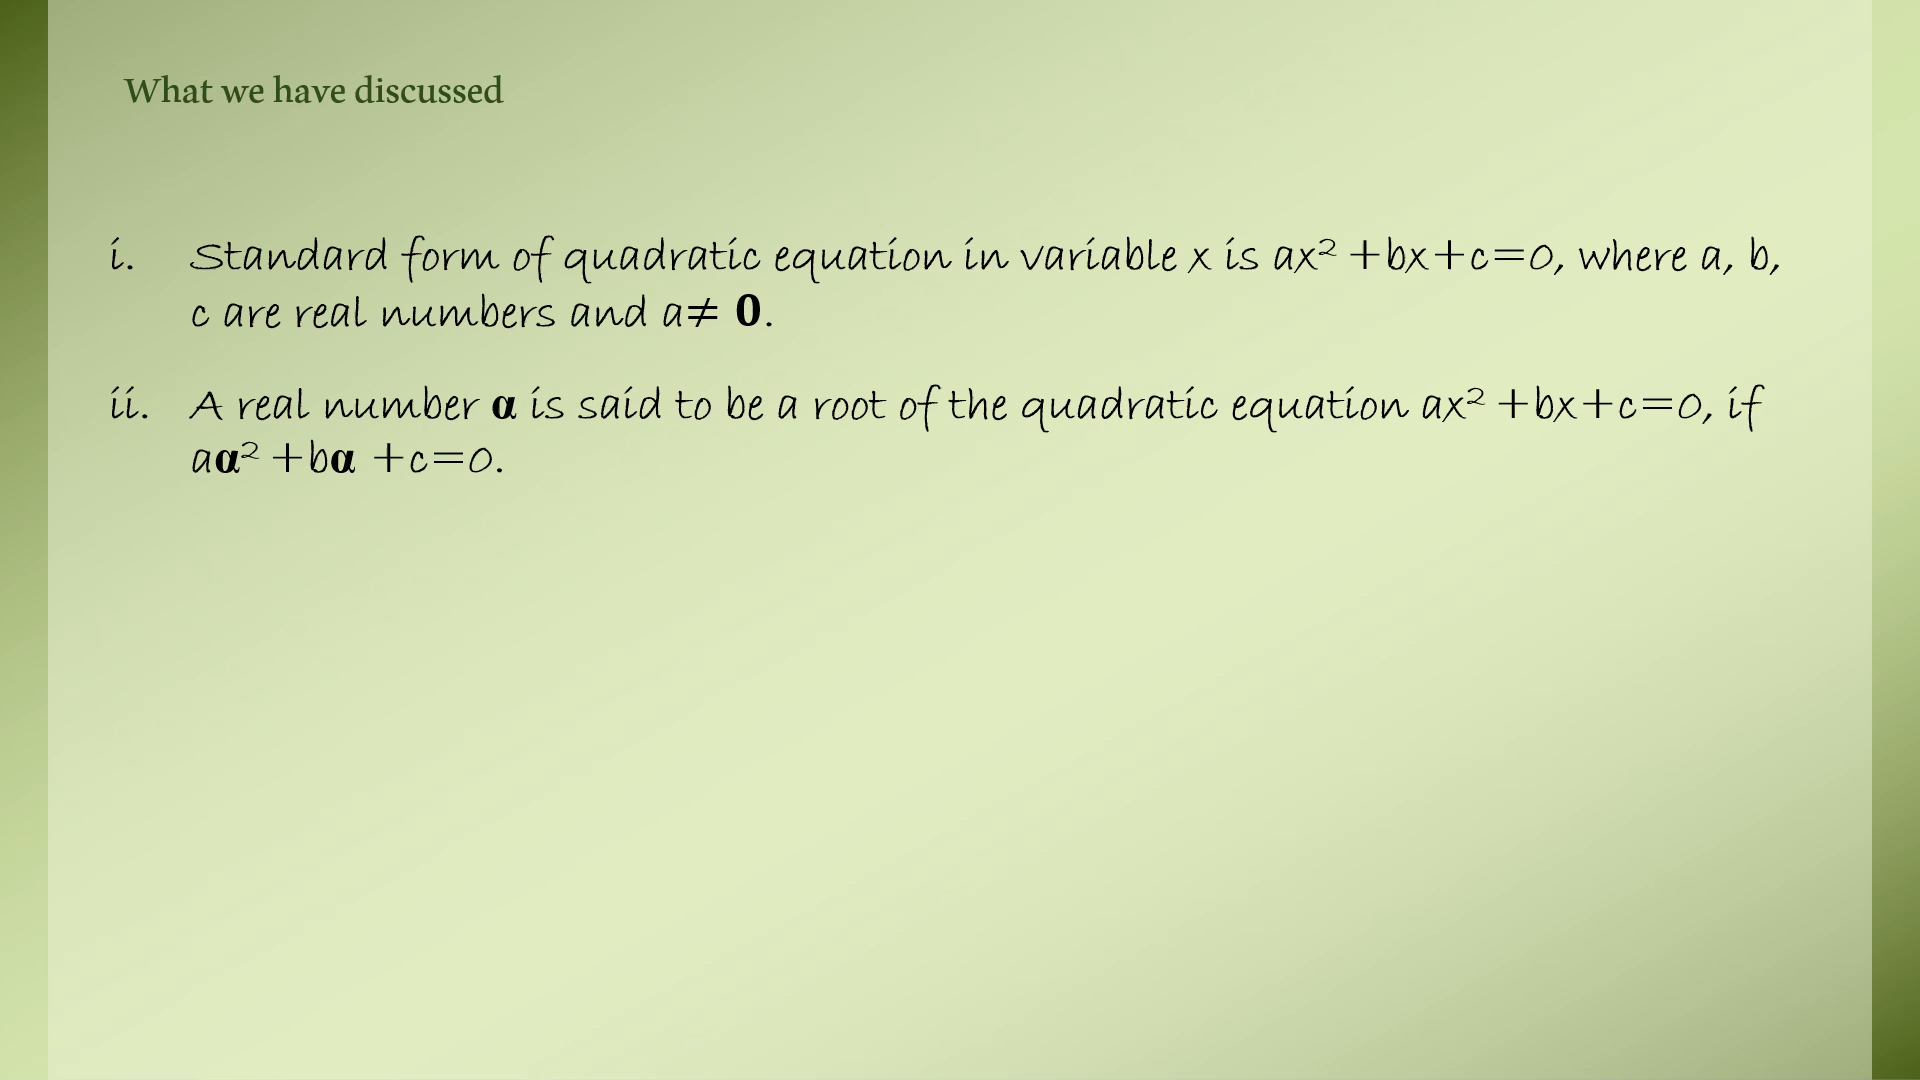 What we have discussed
i. Standard form of quadratic equation in variable x is ax² +bx+c=0, where a, b,
c are real numbers and a≠ 0.
ii. A real number α is said to be a root of the quadratic equation ax² +bx+c=0, if
aα² +bα +c=0.